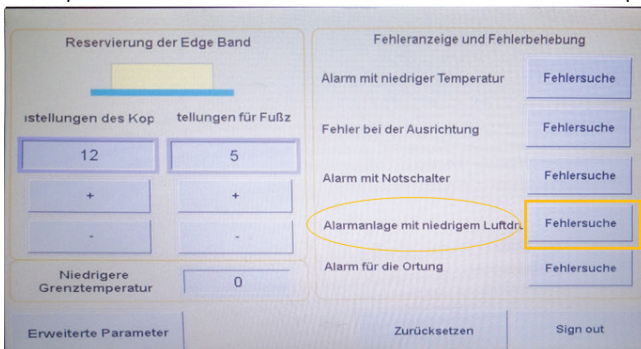 Reservierung der Edge Band
ıstellungen des Kop
tellungen für Fußz
12
5
+
+
-
-
Niedrigere
Grenztemperatur
0
Erweiterte Parameter
Fehleranzeige und Fehlerbehebung
Alarm mit niedriger Temperatur
Fehlersuche
Fehler bei der Ausrichtung
Fehlersuche
Alarm mit Notschalter
Fehlersuche
Alarmanlage mit niedrigem Luftdru
Fehlersuche
Alarm für die Ortung
Fehlersuche
Zurücksetzen
Sign out